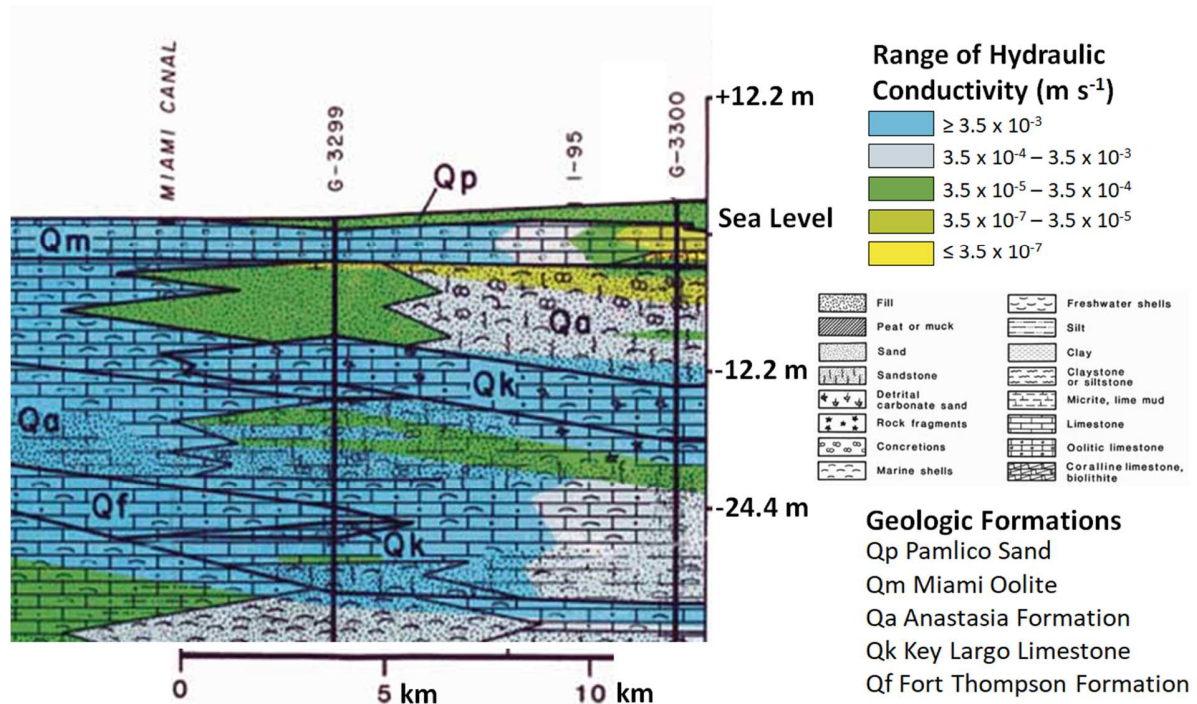 MIAMI CANAL
G-3299
I-95
G-3300
+12.2 m
Sea Level
-12.2 m
-24.4 m
Qp
Qm
Qa
Qk
Qa
Qf
Qk
0
5 km
10 km
Range of Hydraulic
Conductivity (m s⁻¹)
≥ 3.5 x 10⁻³
3.5 x 10⁻⁴ – 3.5 x 10⁻³
3.5 x 10⁻⁵ – 3.5 x 10⁻⁴
3.5 x 10⁻⁷ – 3.5 x 10⁻⁵
≤ 3.5 x 10⁻⁷
Fill
Peat or muck
Sand
Sandstone
Detrital
carbonate sand
Rock fragments
Concretions
Marine shells
Freshwater shells
Silt
Clay
Claystone
or siltstone
Micrite, lime mud
Limestone
Oolitic limestone
Coralline limestone,
biolithite
Geologic Formations
Qp Pamlico Sand
Qm Miami Oolite
Qa Anastasia Formation
Qk Key Largo Limestone
Qf Fort Thompson Formation